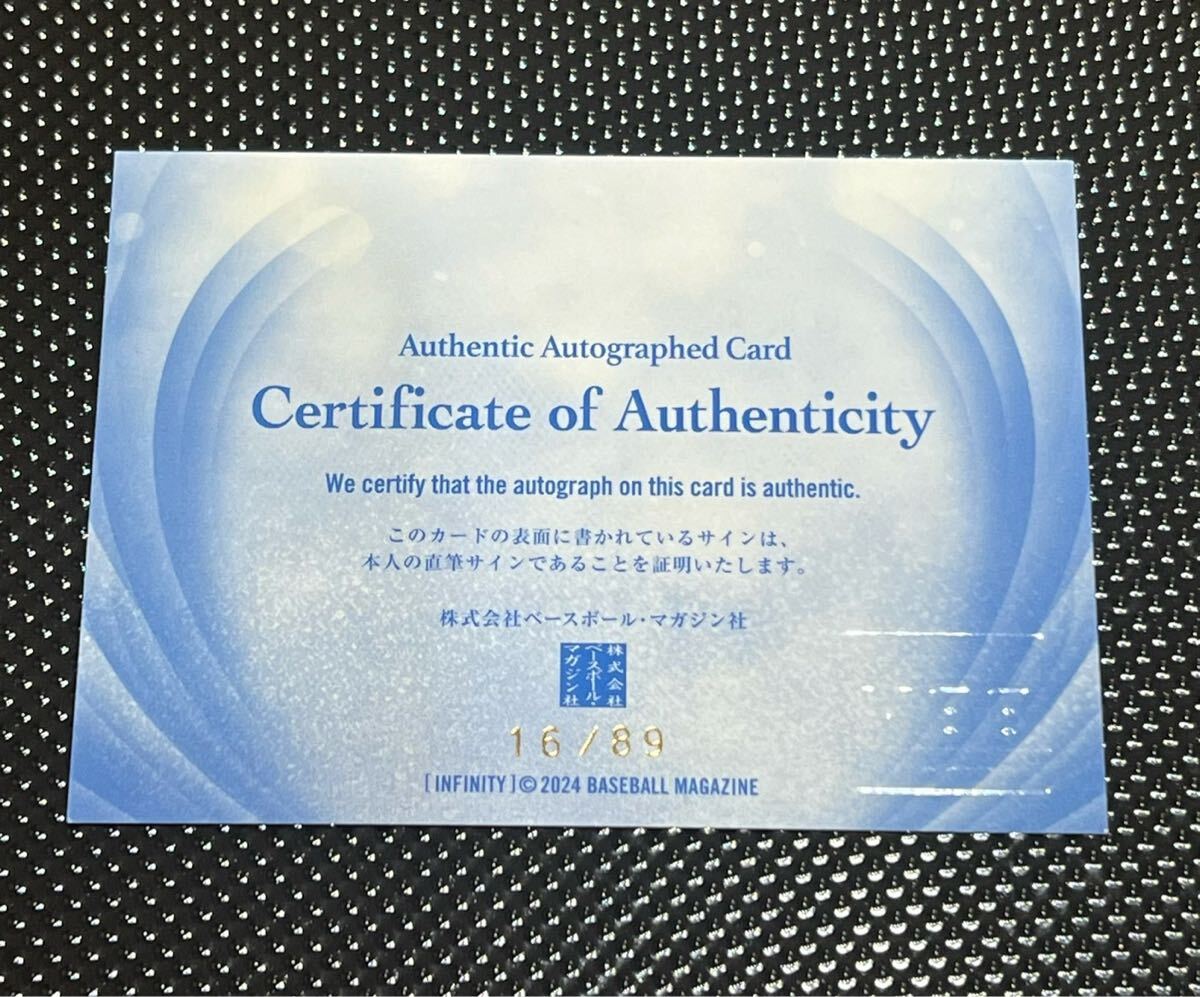 Authentic Autographed Card
Certificate of Authenticity
We certify that the autograph on this card is authentic.
このカードの表面に書かれているサインは、
本人の直筆サインであることを証明いたします。
株式会社ベースボール・マガジン社
株式会社
ベースボール・
マガジン社
16/89
[INFINITY]©2024 BASEBALL MAGAZINE